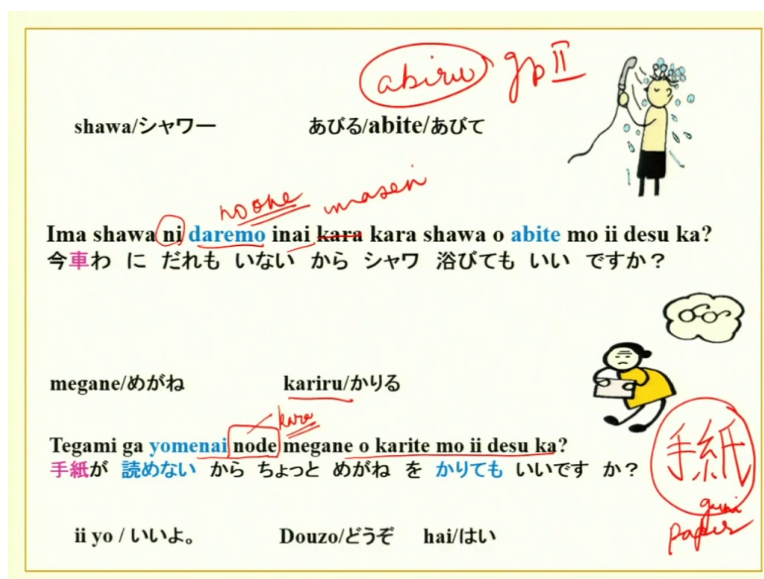 abiru gp II
shawa/シャワー あびる/abite/あびて
no one imasen
Ima shawa ni daremo inai kara kara shawa o abite mo ii desu ka?
今車わ に だれも いない から シャワ 浴びても いい ですか？
megane/めがね kariru/かりる
kara
Tegami ga yomenai node megane o karite mo ii desu ka?
手紙が 読めない から ちょっと めがね を かりても いいです か？
手紙
gami
paper
ii yo / いいよ。 Douzo/どうぞ hai/はい